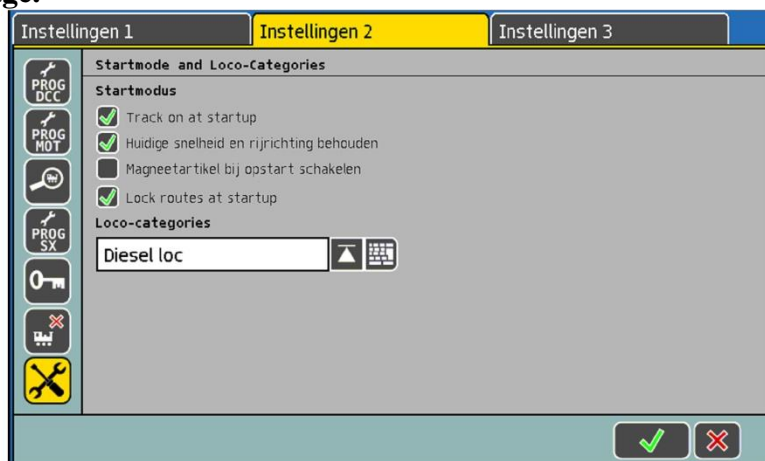 Instellingen 1
Instellingen 2
Instellingen 3
Startmode and Loco-Categories
Startmodus
Track on at startup
Huidige snelheid en rijrichting behouden
Magneetartikel bij opstart schakelen
Lock routes at startup
Loco-categories
Diesel loc
PROG
DCC
PROG
MOT
PROG
SX